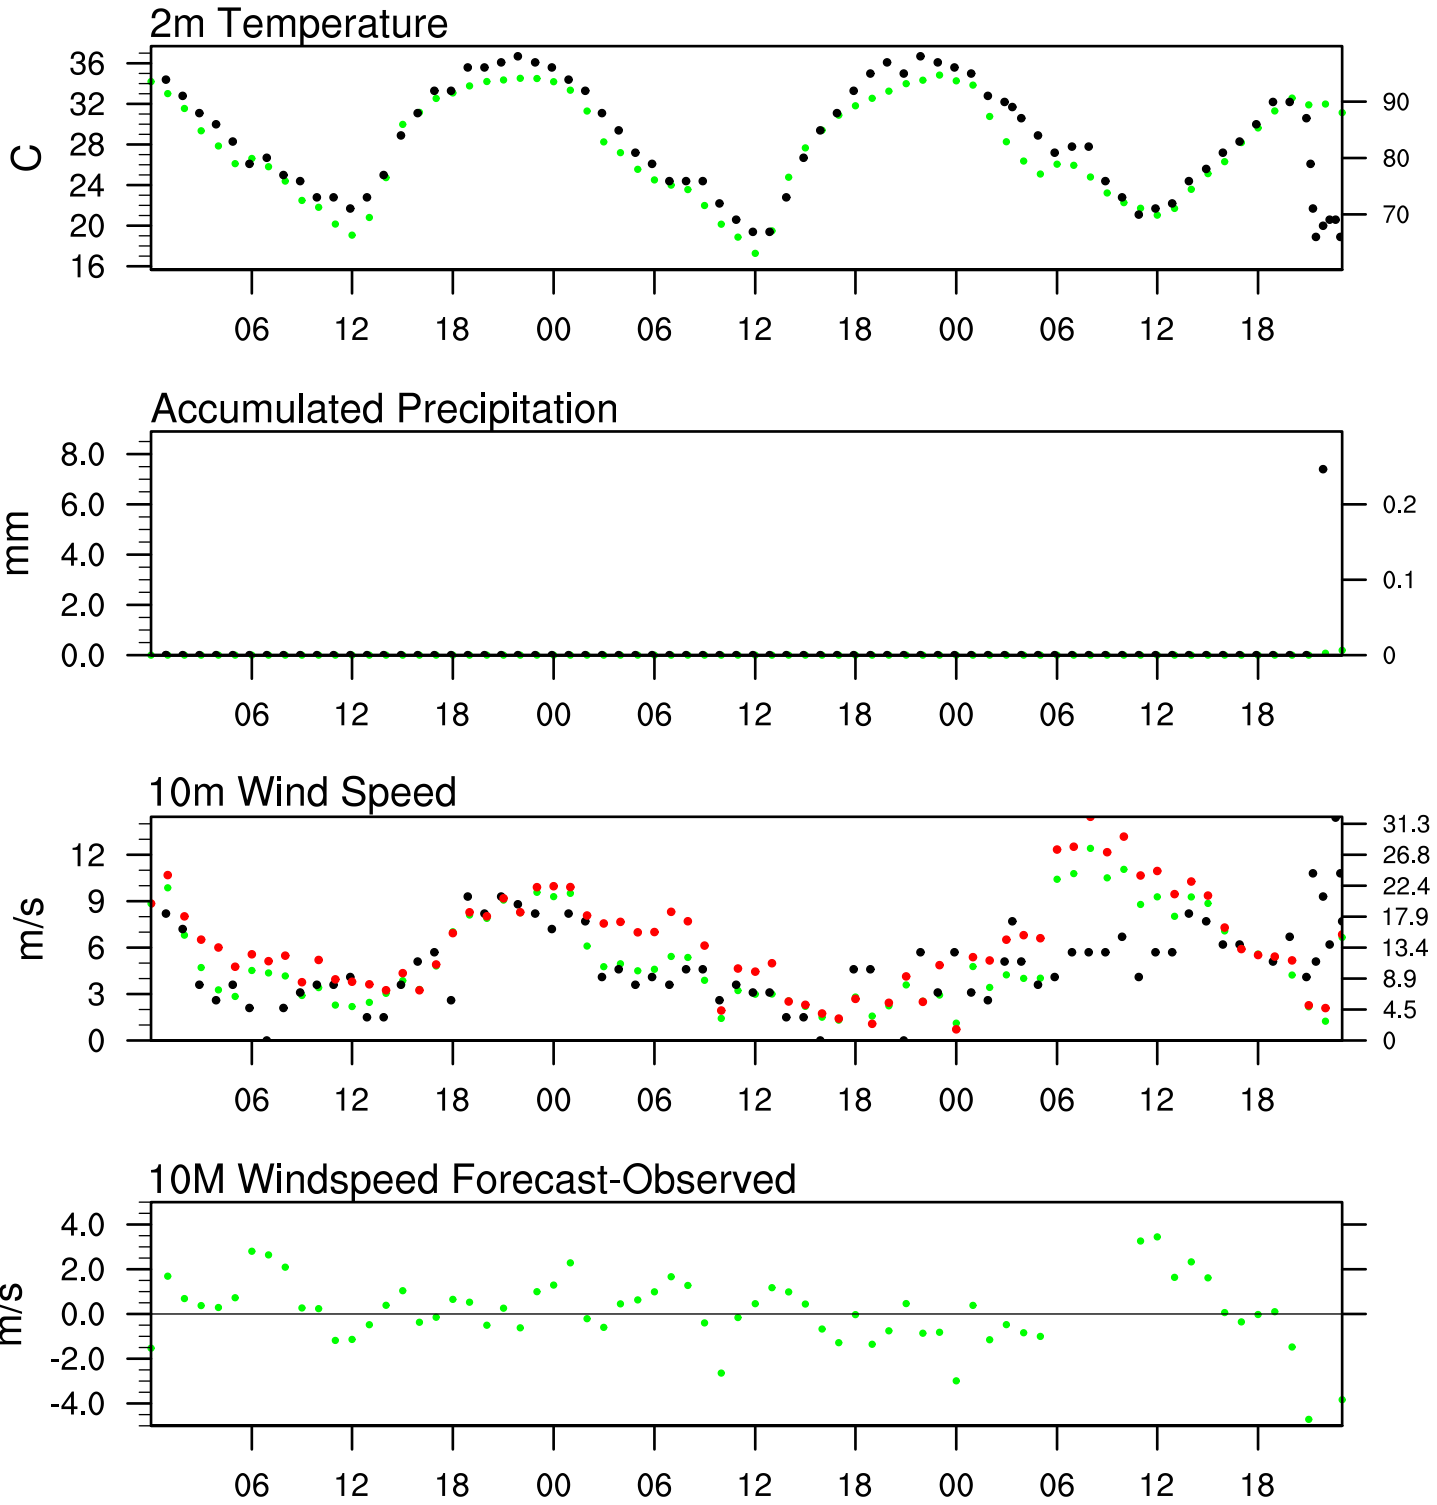 2m Temperature
36
32
28
24
20
16
C
90
80
70
06 12 18 00 06 12 18 00 06 12 18
Accumulated Precipitation
8.0
6.0
4.0
2.0
0.0
mm
0.2
0.1
0
06 12 18 00 06 12 18 00 06 12 18
10m Wind Speed
12
9
6
3
0
m/s
31.3
26.8
22.4
17.9
13.4
8.9
4.5
0
06 12 18 00 06 12 18 00 06 12 18
10M Windspeed Forecast-Observed
4.0
2.0
0.0
-2.0
-4.0
m/s
06 12 18 00 06 12 18 00 06 12 18